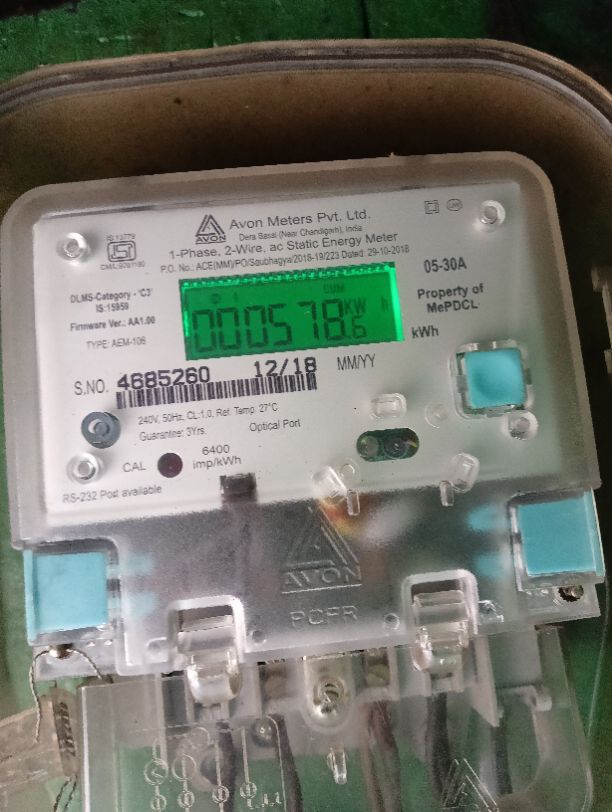 IS 13779
AVON
Avon Meters Pvt. Ltd.
Dera Bassi (Near Chandigarh), India
1-Phase, 2-Wire, ac Static Energy Meter
P.O. No.: ACE(MM)/PO/Saubhagya/2018-19/223 Dated: 29-10-2018
05-30A
DLMS-Category - 'C3'
IS:15959
Firmware Ver.: AA1.00
TYPE: AEM-106
CUM
000578.6 KW h
Property of
MePDCL
kWh
S.NO. 4685260 12/18 MM/YY
240V, 50Hz, CL:1.0, Ref. Temp. 27°C
Guarantee: 3Yrs. Optical Port
CAL 6400
imp/kWh
RS-232 Port available
AVON
PCFR